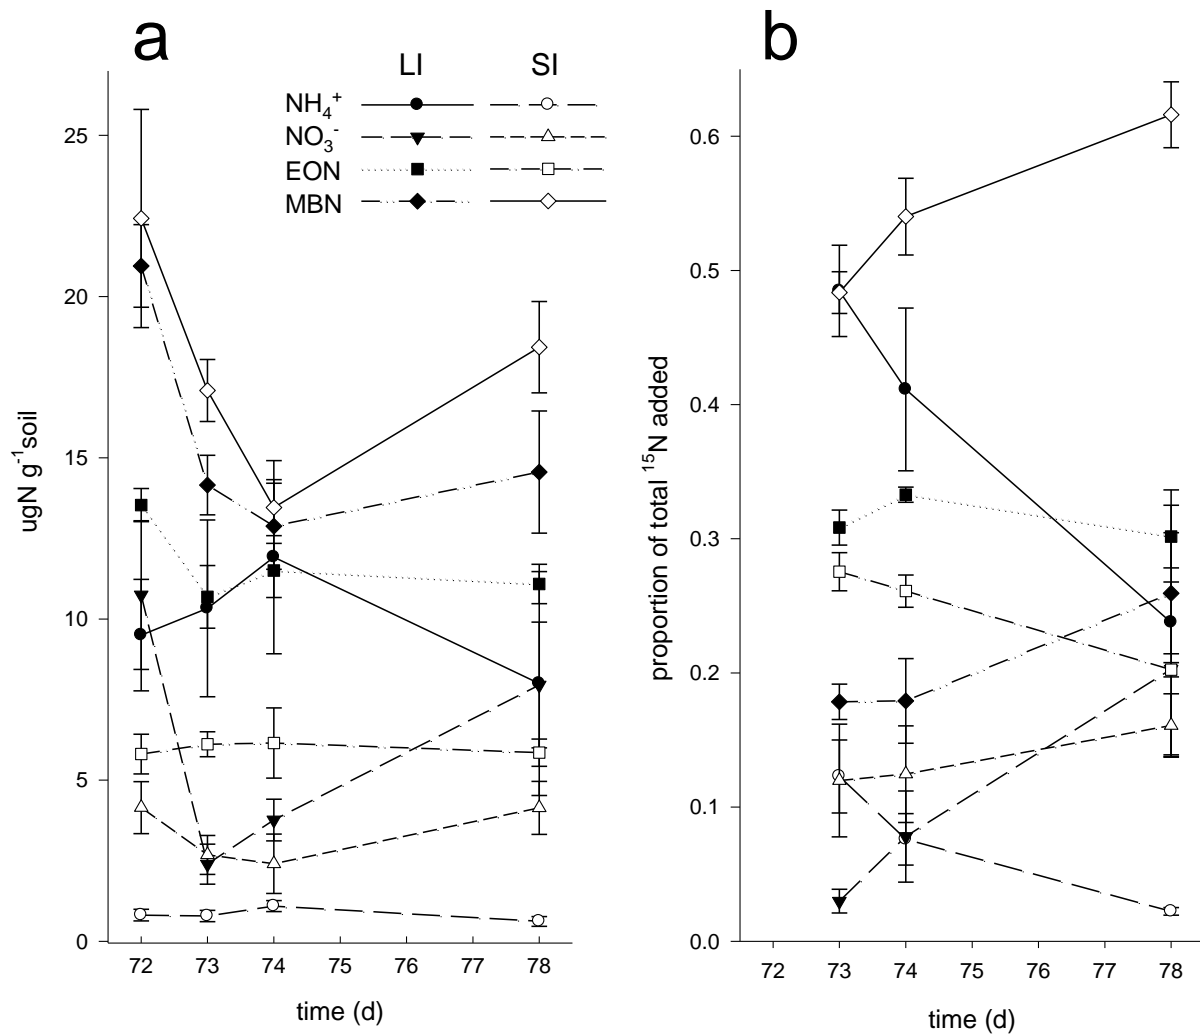 a
LI SI
NH₄⁺
NO₃⁻
EON
MBN
25
20
15
10
5
0
ugN g⁻¹soil
72 73 74 75 76 77 78
time (d)
b
0.6
0.5
0.4
0.3
0.2
0.1
0.0
proportion of total ¹⁵N added
72 73 74 75 76 77 78
time (d)